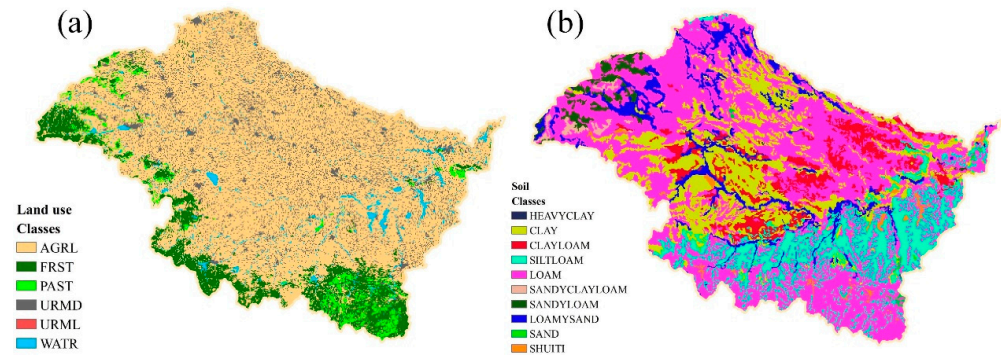 (a)
Land use
Classes
AGRL
FRST
PAST
URMD
URML
WATR
(b)
Soil
Classes
HEAVYCLAY
CLAY
CLAYLOAM
SILTLOAM
LOAM
SANDYCLAYLOAM
SANDYLOAM
LOAMYSAND
SAND
SHUITI